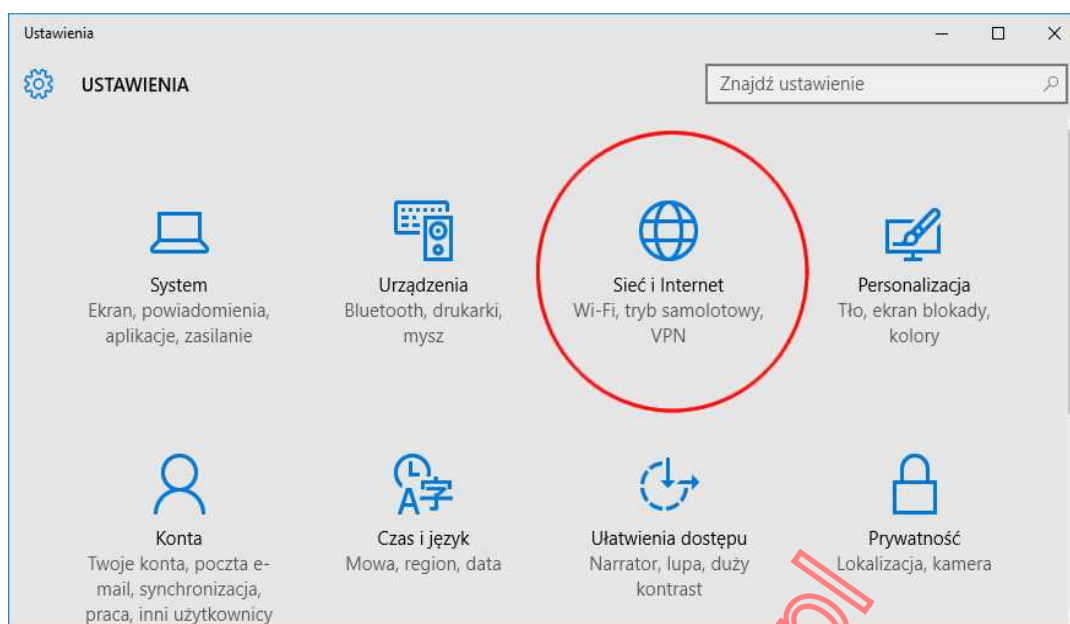 Ustawienia
USTAWIENIA
Znajdź ustawienie
System
Ekran, powiadomienia,
aplikacje, zasilanie
Urządzenia
Bluetooth, drukarki,
mysz
Sieć i Internet
Wi-Fi, tryb samolotowy,
VPN
Personalizacja
Tło, ekran blokady,
kolory
Konta
Twoje konta, poczta e-
mail, synchronizacja,
praca, inni użytkownicy
Czas i język
Mowa, region, data
Ułatwienia dostępu
Narrator, lupa, duży
kontrast
Prywatność
Lokalizacja, kamera